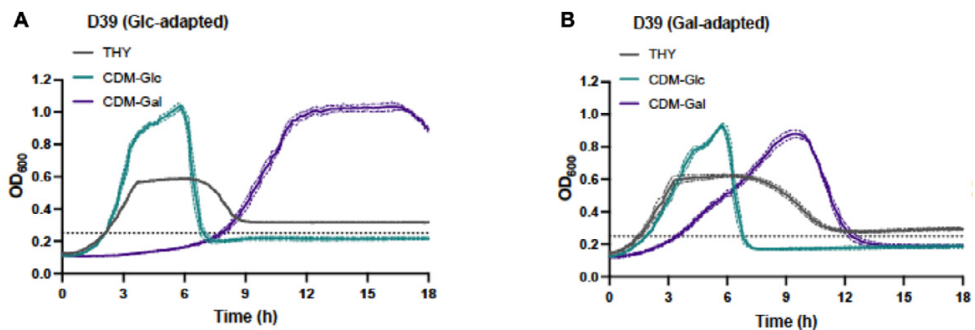 A
D39 (Glc-adapted)
THY
CDM-Glc
CDM-Gal
1.2
1.0
0.8
0.6
0.4
0.2
0.0
OD600
0 3 6 9 12 15 18
Time (h)
B
D39 (Gal-adapted)
THY
CDM-Glc
CDM-Gal
1.2
1.0
0.8
0.6
0.4
0.2
0.0
OD600
0 3 6 9 12 15 18
Time (h)